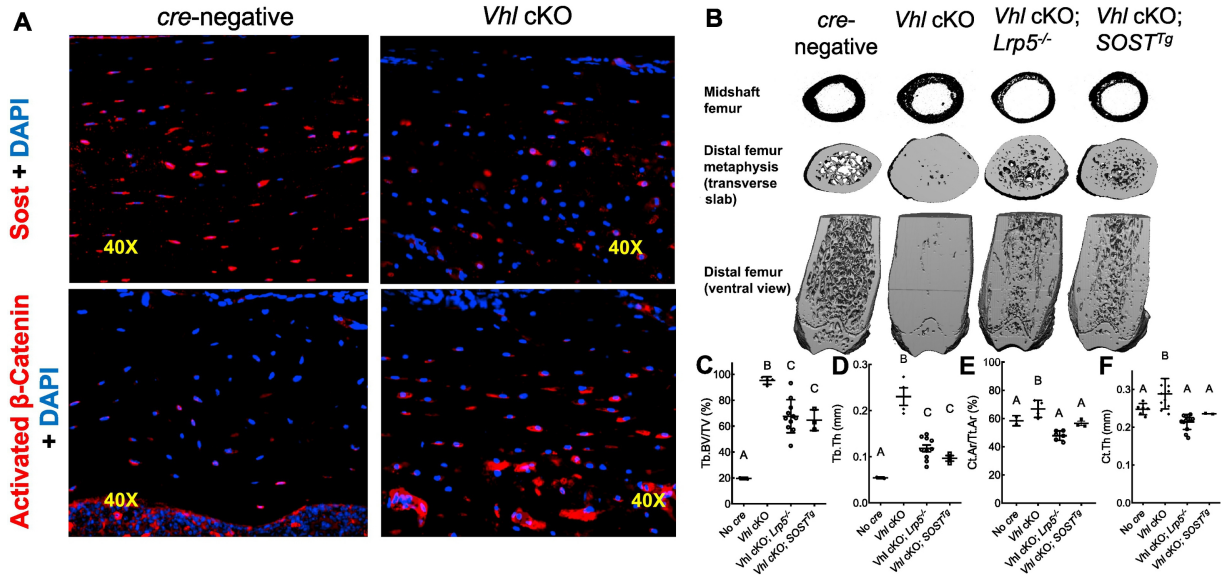 A
cre-negative
Vhl cKO
Sost + DAPI
40X
40X
Activated β-Catenin
+ DAPI
40X
40X
B
cre-
negative
Vhl cKO
Vhl cKO;
Lrp5-/-
Vhl cKO;
SOSTTg
Midshaft
femur
Distal femur
metaphysis
(transverse
slab)
Distal femur
(ventral view)
C
Tb.BV/TV (%)
100
80
60
40
20
0
A
B
C
C
No cre
Vhl cKO
Vhl cKO; Lrp5-/-
Vhl cKO; SOSTTg
D
Tb.Th (mm)
0.3
0.2
0.1
0.0
A
B
C
C
No cre
Vhl cKO
Vhl cKO; Lrp5-/-
Vhl cKO; SOSTTg
E
Ct.Ar/Tt.Ar (%)
100
80
60
40
20
0
A
B
A
A
No cre
Vhl cKO
Vhl cKO; Lrp5-/-
Vhl cKO; SOSTTg
F
Ct.Th (mm)
0.3
0.2
0.1
0.0
A
B
A
A
No cre
Vhl cKO
Vhl cKO; Lrp5-/-
Vhl cKO; SOSTTg